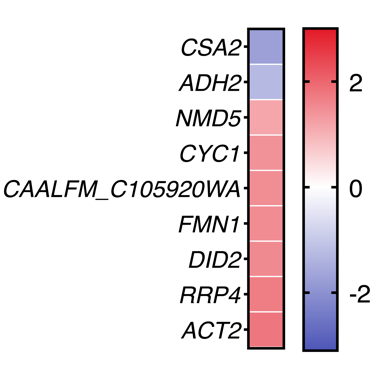 CSA2
ADH2
NMD5
CYC1
CAALFM_C105920WA
FMN1
DID2
RRP4
ACT2
2
0
-2